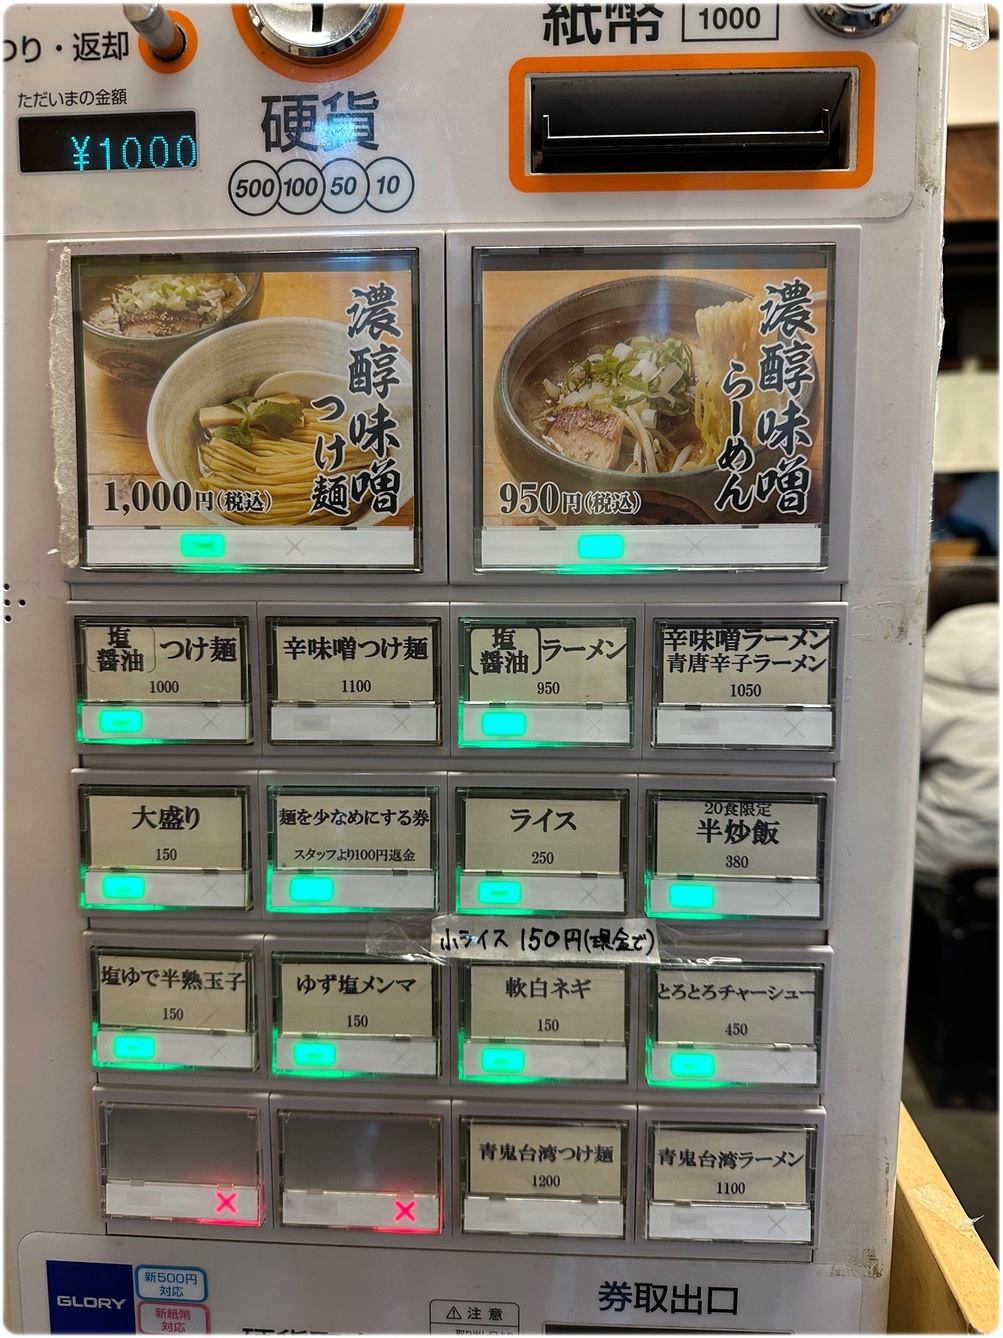 わり・返却
ただいまの金額
¥1000
硬貨
500 100 50 10
紙幣
1000
濃醇味噌
つけ麺
1,000円(税込)
濃醇味噌
らーめん
950円(税込)
塩
醤油
つけ麺
1000
辛味噌つけ麺
1100
塩
醤油
ラーメン
950
辛味噌ラーメン
青唐辛子ラーメン
1050
大盛り
150
麺を少なめにする券
スタッフより100円返金
ライス
250
20食限定
半炒飯
380
小ライス 150円(現金で)
塩ゆで半熟玉子
150
ゆず塩メンマ
150
軟白ネギ
150
とろとろチャーシュー
450
青鬼台湾つけ麺
1200
青鬼台湾ラーメン
1100
GLORY
新500円
対応
新紙幣
対応
⚠注意
券取出口